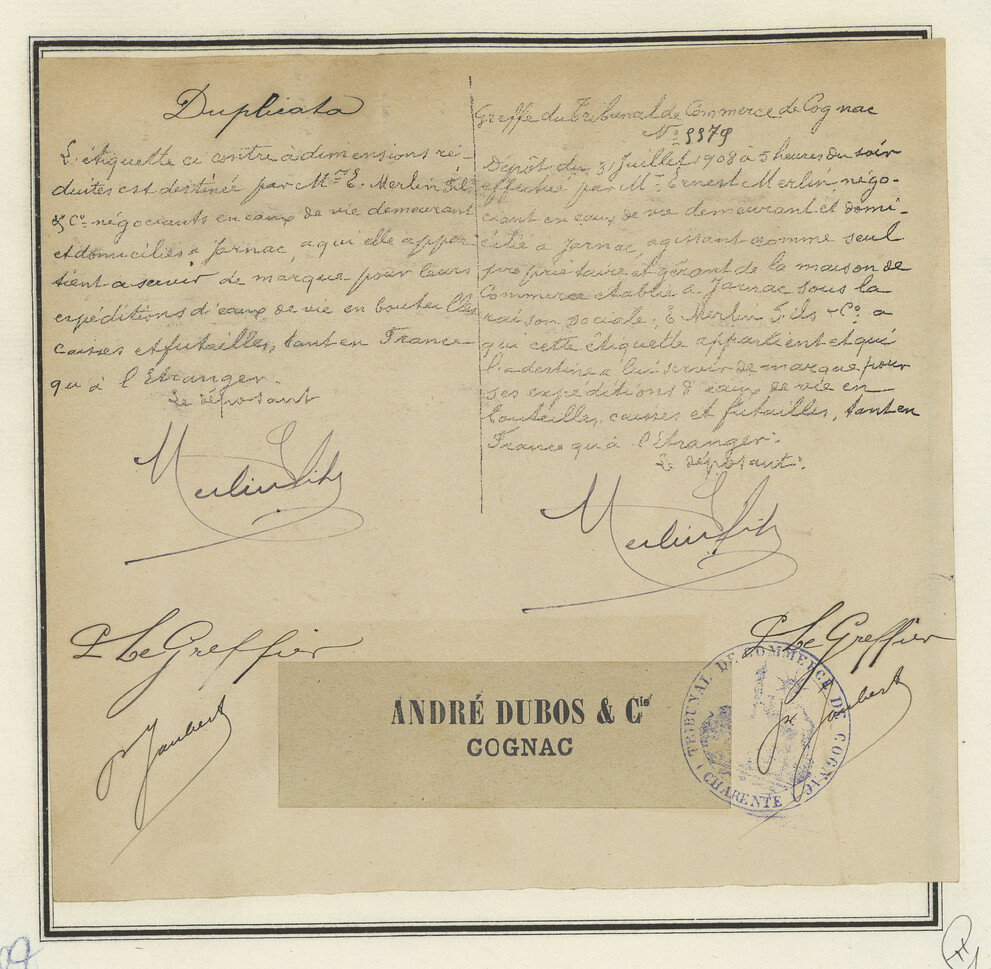 Duplicata
L'étiquette ci contre à dimensions ré-
duites est destinée par Mrs E. Merlin Fils
& Co négociants en eaux de vie demeurant
et domiciliés à Jarnac, a qui elle appar-
tient a servir de marque pour leurs
expéditions d'eaux de vie en bouteilles
caisses et futailles, tant en France
qu'à l'Etranger.
Le déposant
Merlin Fils
Greffe du Tribunal de Commerce de Cognac
No 9979
Dépôt du 31 Juillet 1908 à 5 heures du soir
effectué par Mr Ernest Merlin, négo-
ciant en eaux de vie demeurant et domi-
cilié à Jarnac, agissant comme seul
propriétaire et gérant de la maison de
Commerce etablie à Jarnac sous la
raison sociale: E Merlin Fils & Co. a
qui cette étiquette appartient et qui
l'a destine a lui servir de marque pour
ses expéditions d'eaux de vie en
bouteilles, caisses et futailles, tant en
France qu'à l'étranger.
Le déposant.
Merlin Fils
P Le Greffier
Jaubert
P Le Greffier
Jaubert
ANDRÉ DUBOS & Cie
COGNAC
TRIBUNAL DE COMMERCE DE COGNAC
CHARENTE